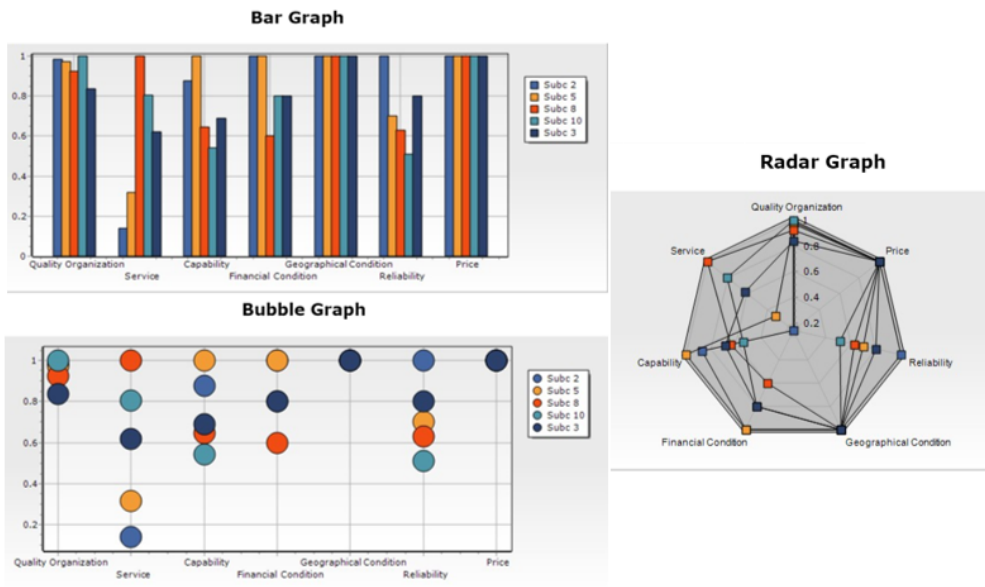 Bar Graph
1
0.8
0.6
0.4
0.2
0
Quality Organization
Service
Capability
Financial Condition
Geographical Condition
Reliability
Price
Subc 2
Subc 5
Subc 8
Subc 10
Subc 3
Bubble Graph
1
0.8
0.6
0.4
0.2
Quality Organization
Service
Capability
Financial Condition
Geographical Condition
Reliability
Price
Subc 2
Subc 5
Subc 8
Subc 10
Subc 3
Radar Graph
Quality Organization
1
Service
Price
0.8
0.6
0.4
0.2
Capability
Reliability
Financial Condition
Geographical Condition